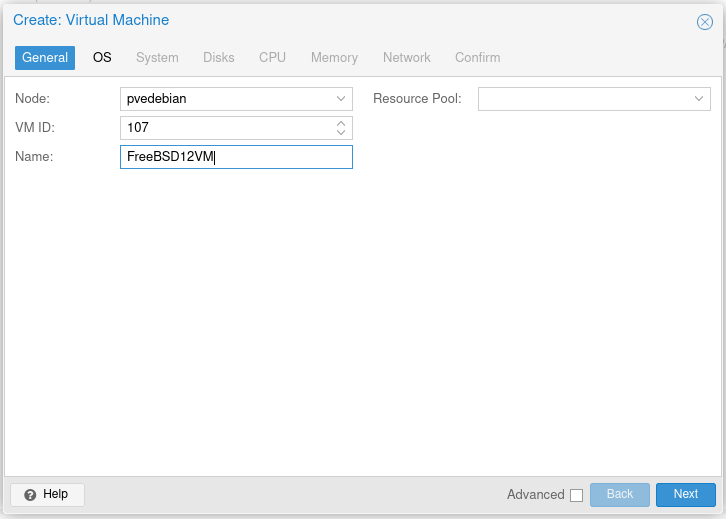 Create: Virtual Machine
General OS System Disks CPU Memory Network Confirm
Node: pvedebian Resource Pool:
VM ID: 107
Name: FreeBSD12VM
Help Advanced Back Next